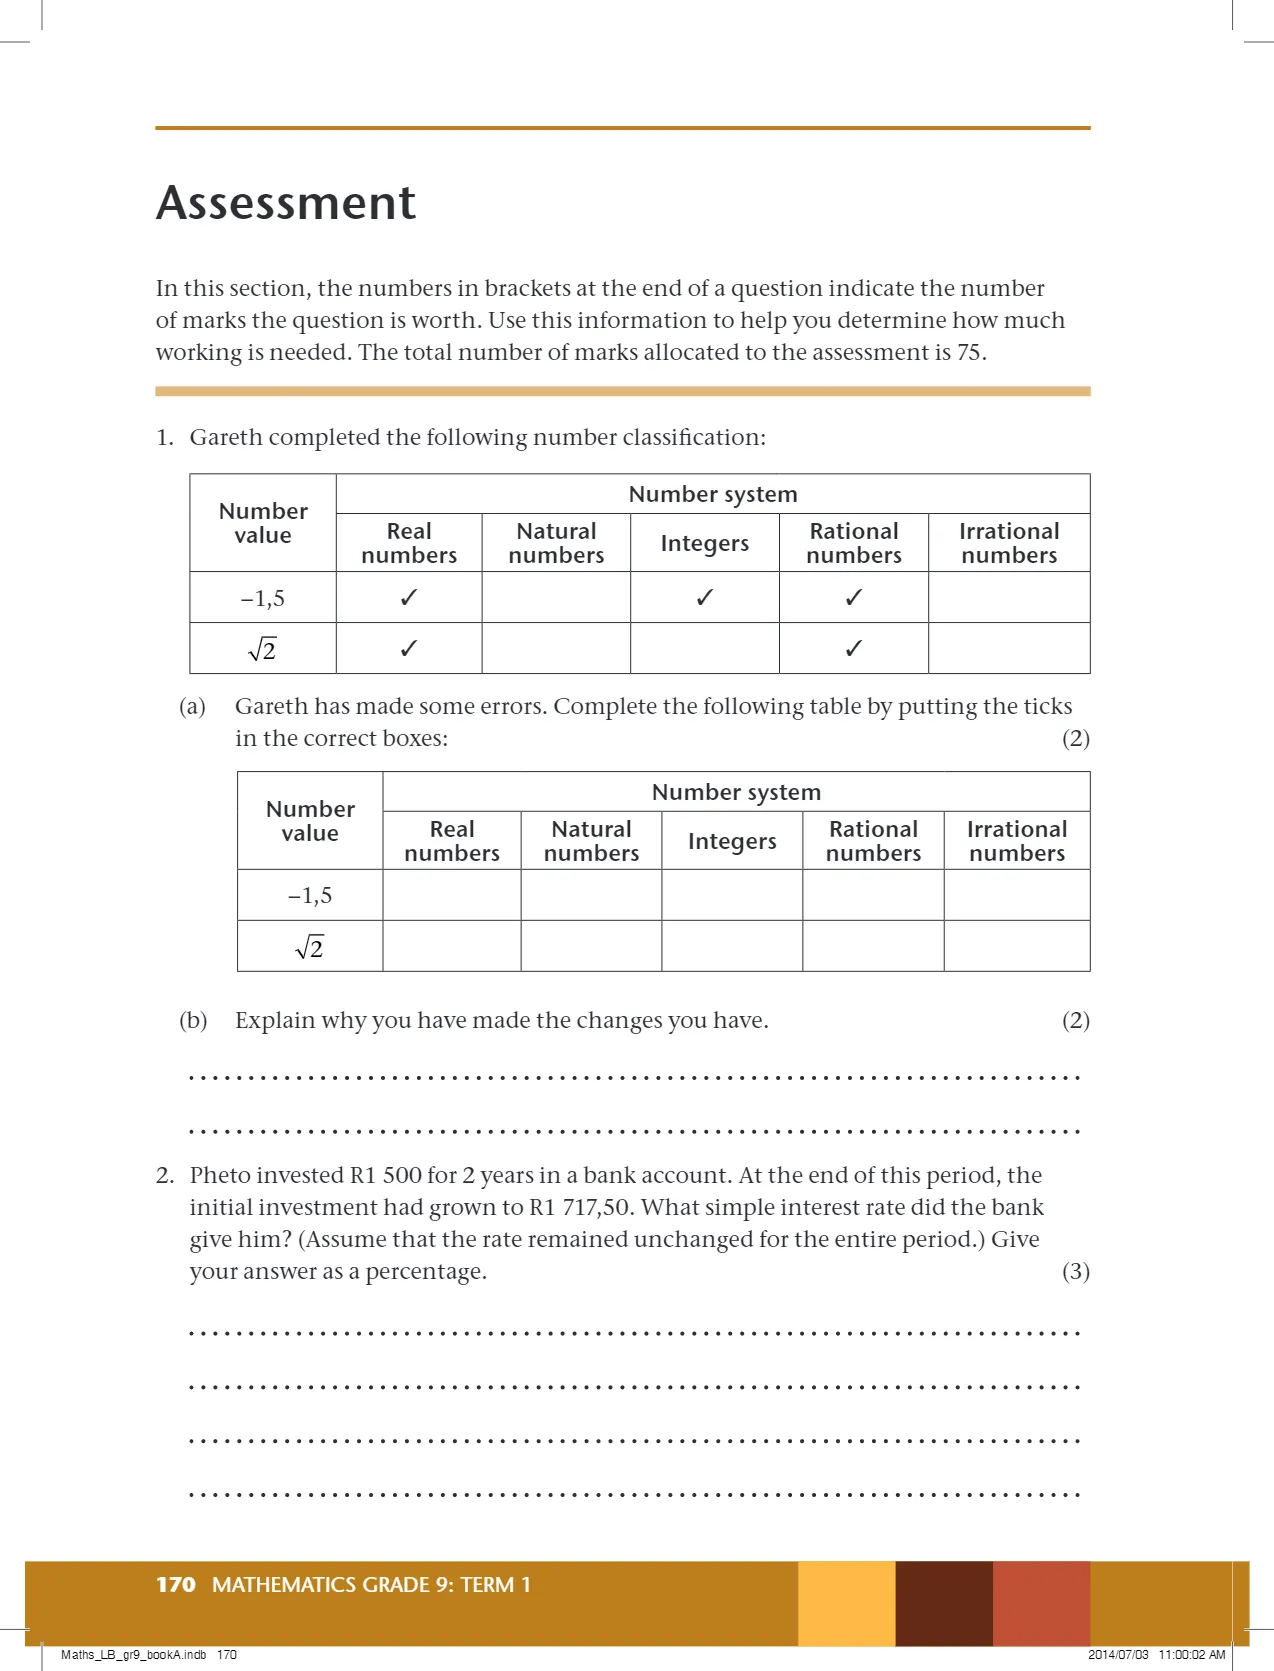 Assessment
In this section, the numbers in brackets at the end of a question indicate the number
of marks the question is worth. Use this information to help you determine how much
working is needed. The total number of marks allocated to the assessment is 75.
1. Gareth completed the following number classification:
Number value
Number system
Real numbers
Natural numbers
Integers
Rational numbers
Irrational numbers
–1,5 ✓ ✓ ✓
√2 ✓ ✓
(a) Gareth has made some errors. Complete the following table by putting the ticks
in the correct boxes: (2)
Number value
Number system
Real numbers
Natural numbers
Integers
Rational numbers
Irrational numbers
–1,5
√2
(b) Explain why you have made the changes you have. (2)
2. Pheto invested R1 500 for 2 years in a bank account. At the end of this period, the
initial investment had grown to R1 717,50. What simple interest rate did the bank
give him? (Assume that the rate remained unchanged for the entire period.) Give
your answer as a percentage. (3)
170 MATHEMATICS GRADE 9: TERM 1
Maths_LB_gr9_bookA.indb 170
2014/07/03 11:00:02 AM